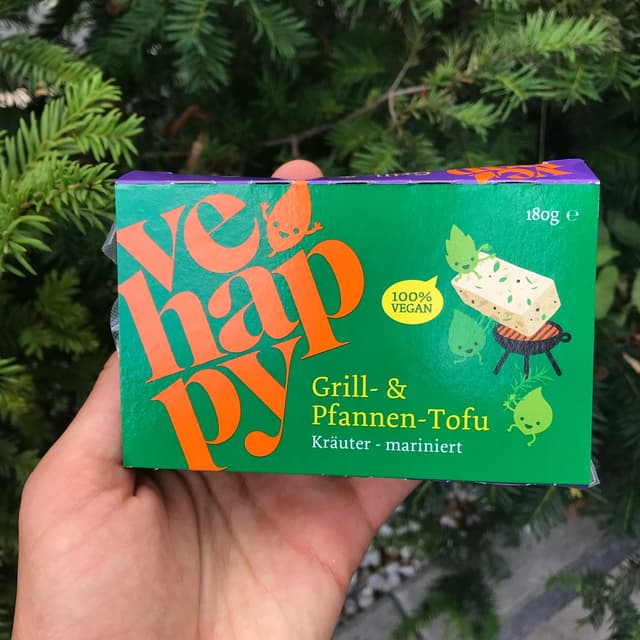 ve
hap
py
180g ℮
100%
VEGAN
Grill- &
Pfannen-Tofu
Kräuter - mariniert